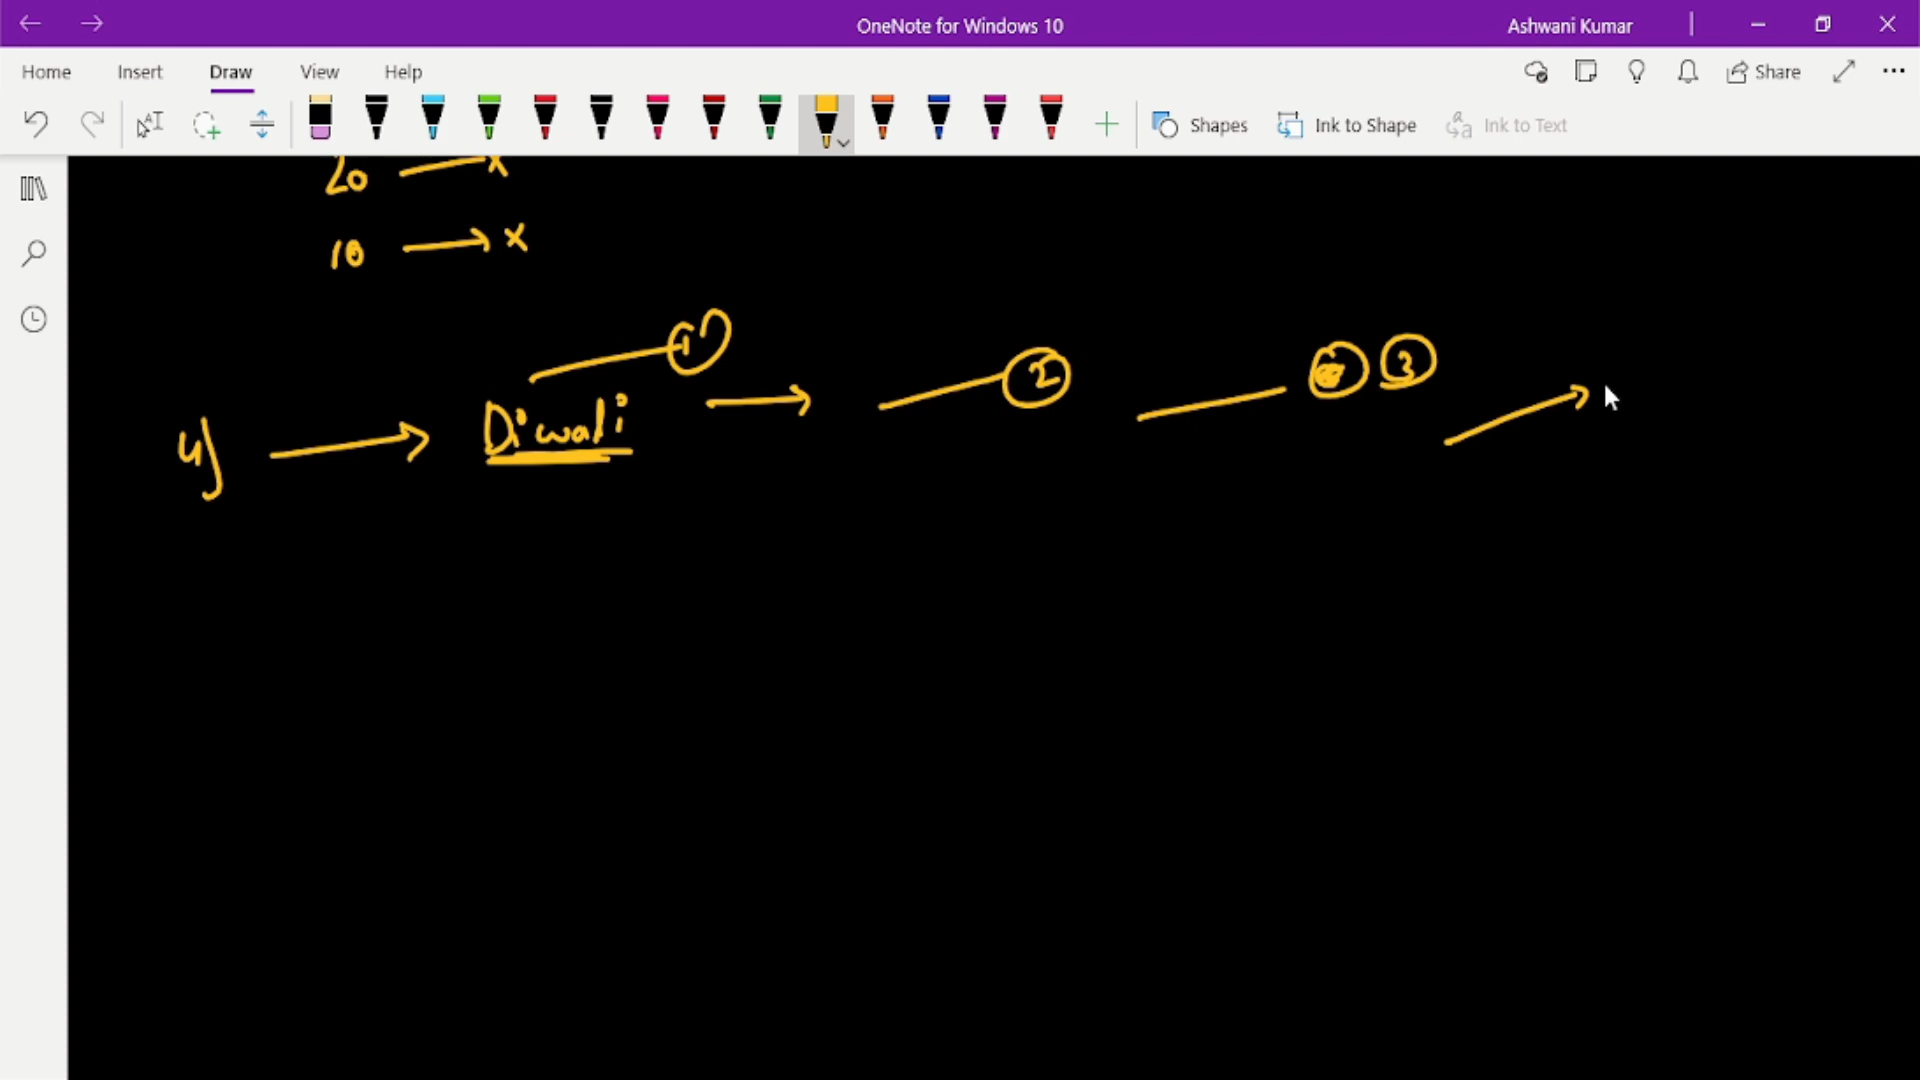 OneNote for Windows 10
Ashwani Kumar
Home Insert Draw View Help
Share
Shapes Ink to Shape Ink to Text
20 x
10 → x
4) → Diwali 1 → 2 3 →